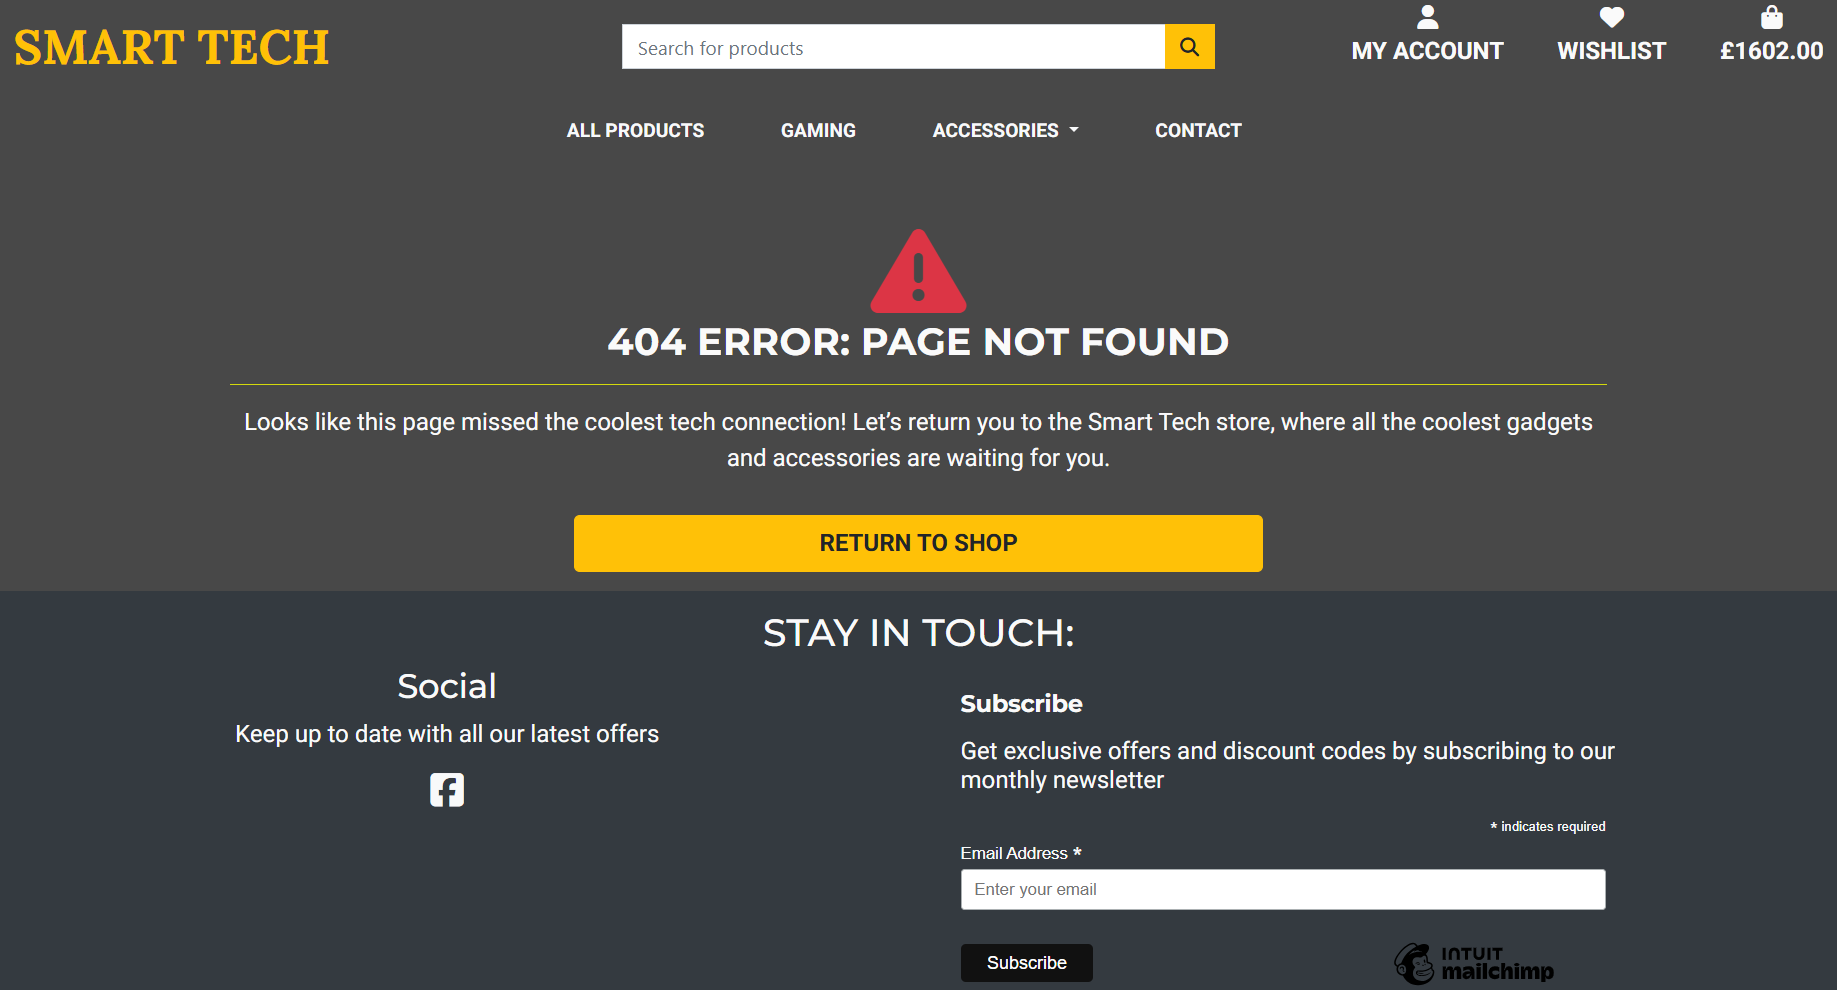 SMART TECH
Search for products
MY ACCOUNT
WISHLIST
£1602.00
ALL PRODUCTS
GAMING
ACCESSORIES
CONTACT
404 ERROR: PAGE NOT FOUND
Looks like this page missed the coolest tech connection! Let’s return you to the Smart Tech store, where all the coolest gadgets
and accessories are waiting for you.
RETURN TO SHOP
STAY IN TOUCH:
Social
Keep up to date with all our latest offers
Subscribe
Get exclusive offers and discount codes by subscribing to our
monthly newsletter
* indicates required
Email Address *
Enter your email
Subscribe
INTUIT
mailchimp